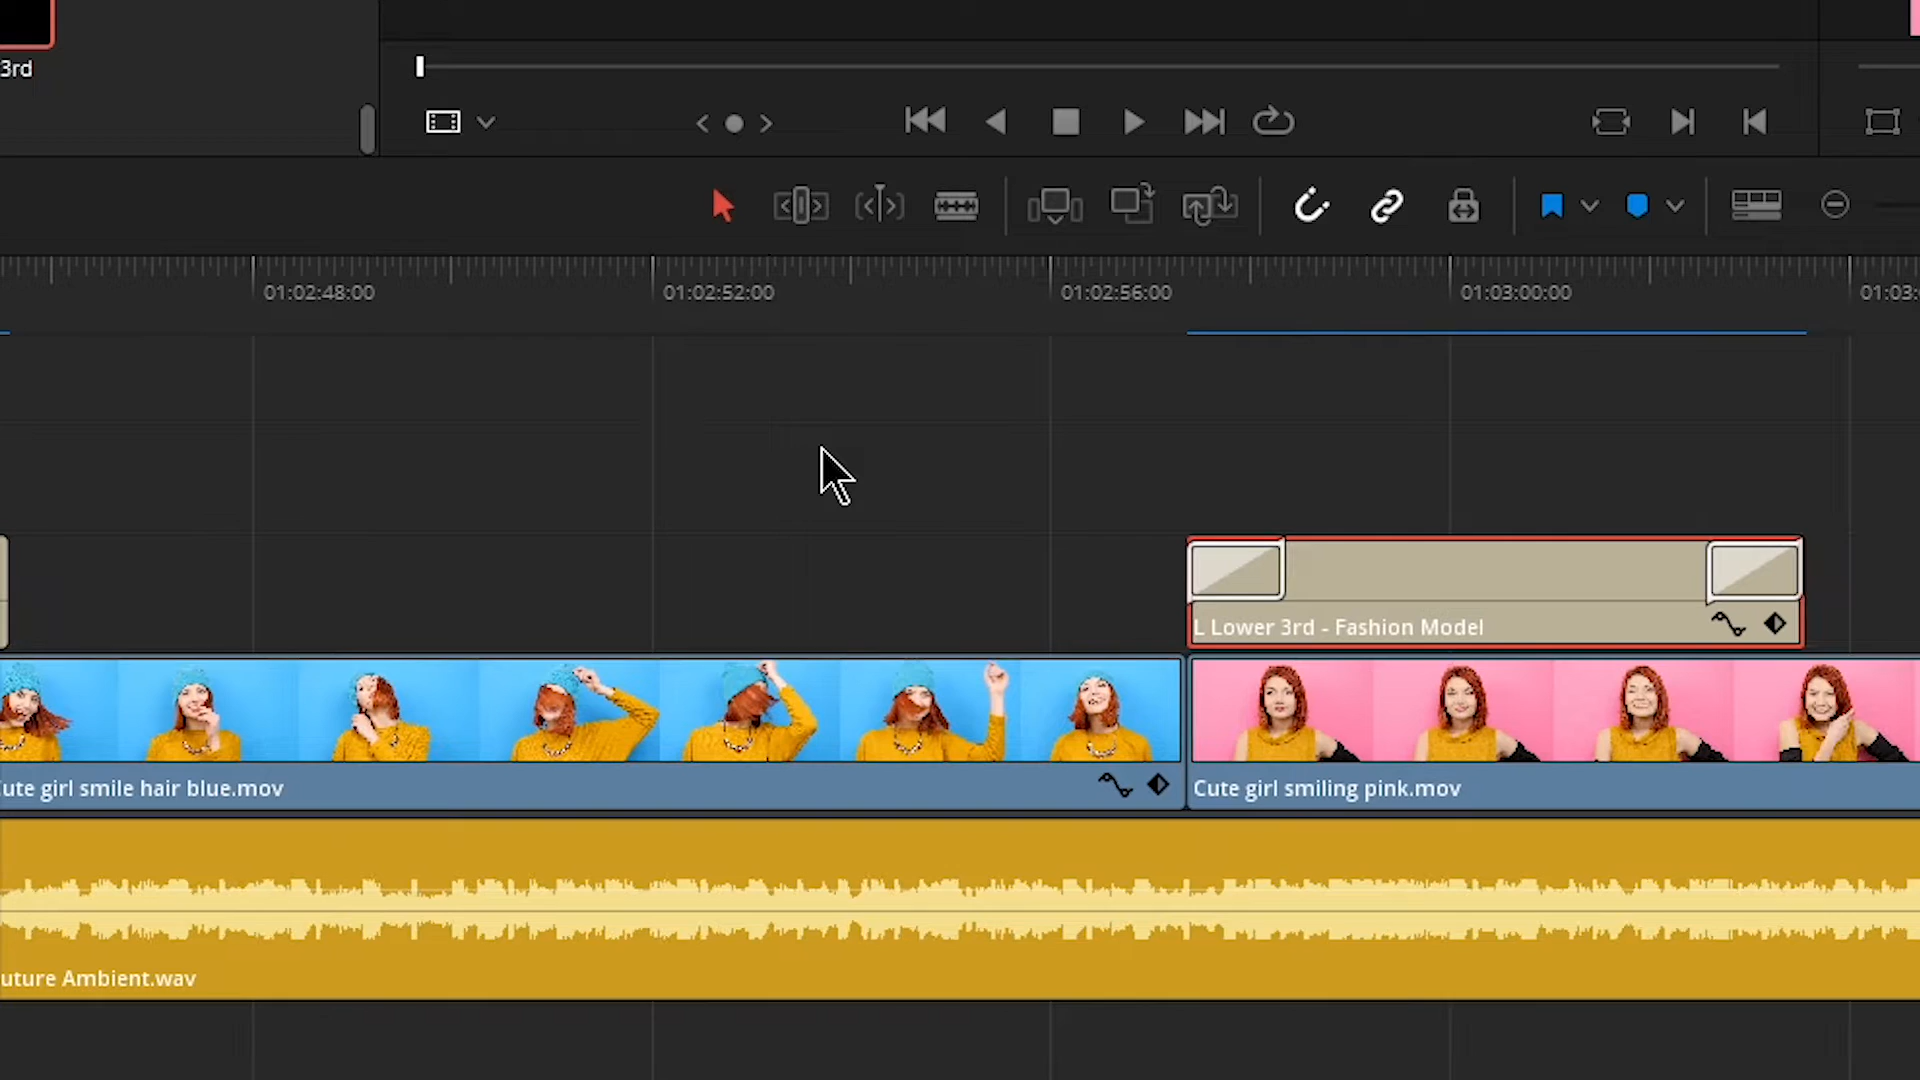 3rd
01:02:48:00
01:02:52:00
01:02:56:00
01:03:00:00
01:03:
L Lower 3rd - Fashion Model
ute girl smile hair blue.mov
Cute girl smiling pink.mov
uture Ambient.wav